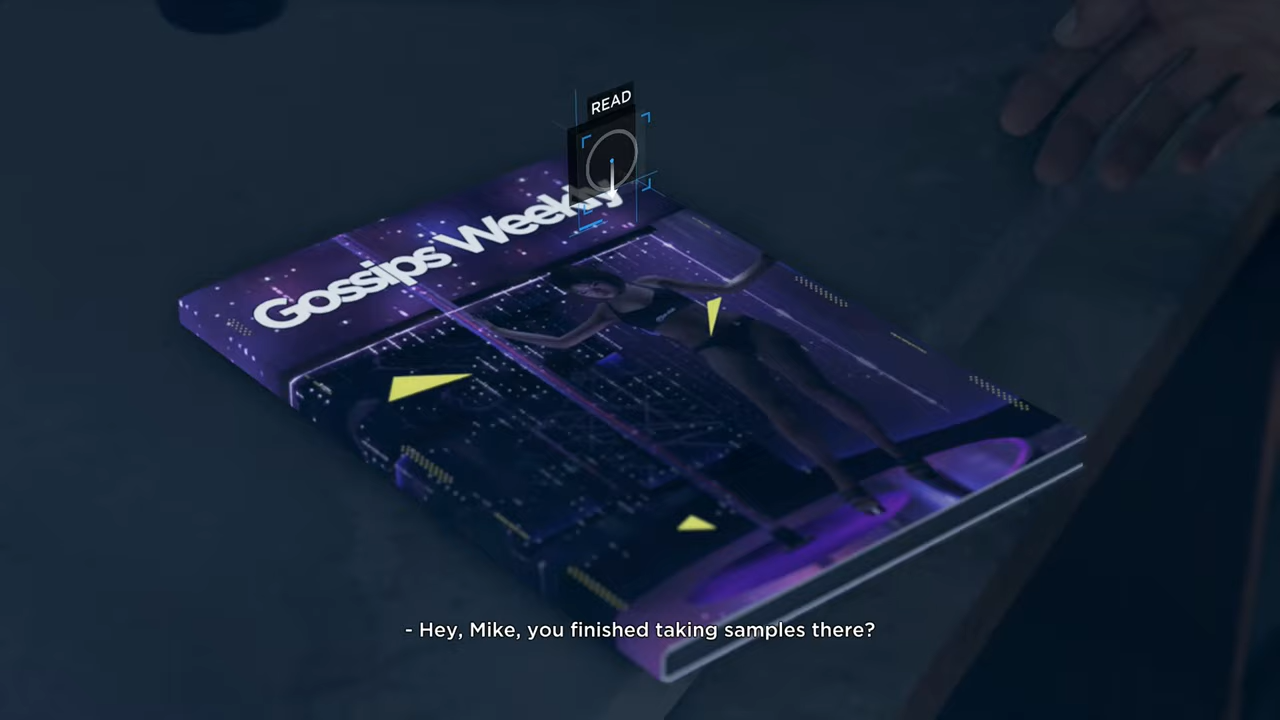 READ
Gossips Weekly
- Hey, Mike, you finished taking samples there?